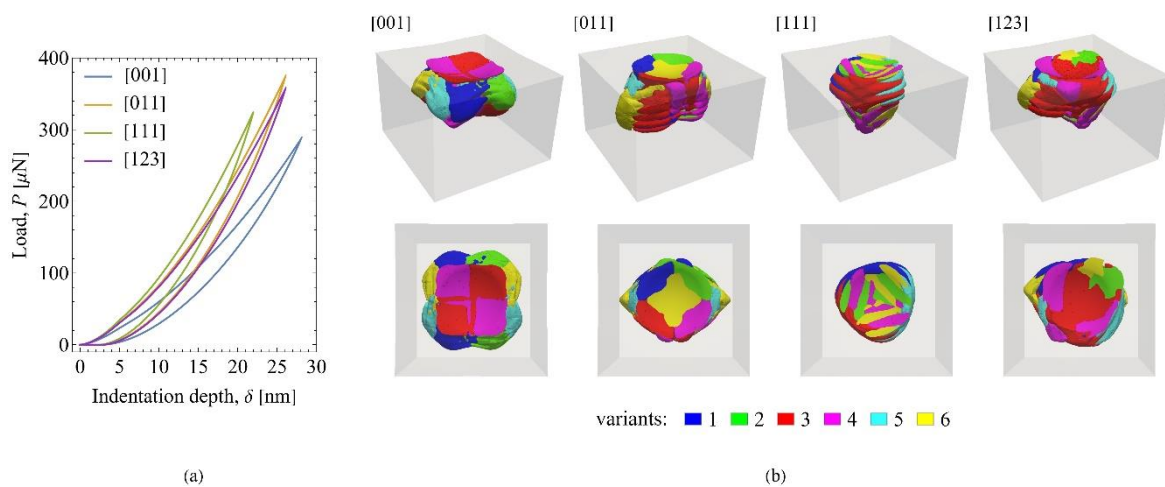 [001]
[011]
[111]
[123]
400
300
200
100
0
Load, P [μN]
0 5 10 15 20 25 30
Indentation depth, δ [nm]
(a)
[001] [011] [111] [123]
variants: 1 2 3 4 5 6
(b)